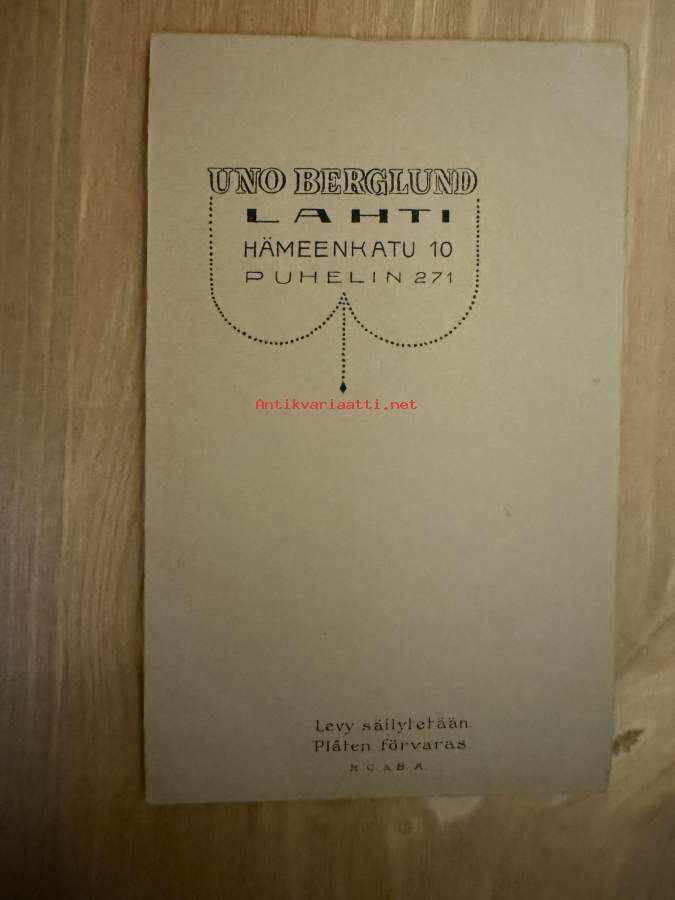 UNO BERGLUND
LAHTI
HÄMEENKATU 10
PUHELIN 271
Antikvariaatti.net
Levy säilytetään.
Plåten förvaras.
K. C. & B. A.